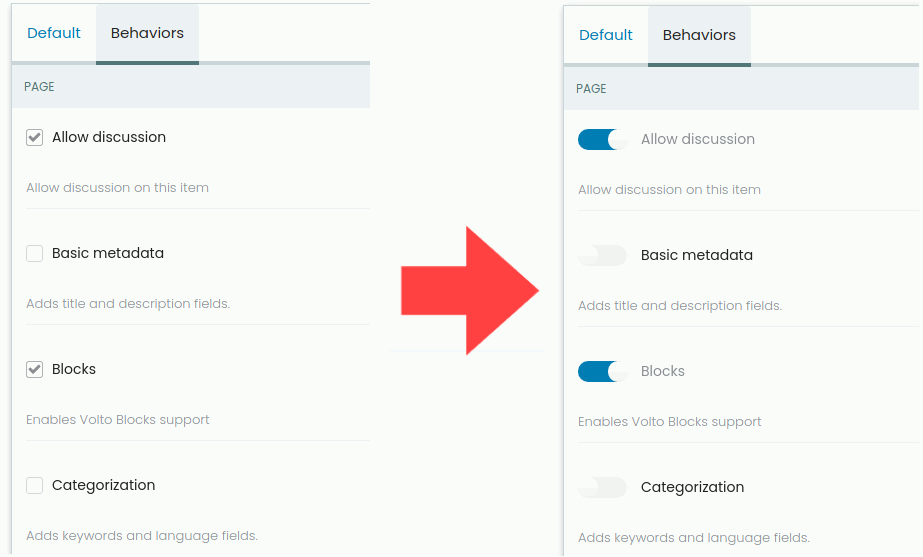 Default Behaviors
PAGE
Allow discussion
Allow discussion on this item
Basic metadata
Adds title and description fields.
Blocks
Enables Volto Blocks support
Categorization
Adds keywords and language fields.
Default Behaviors
PAGE
Allow discussion
Allow discussion on this item
Basic metadata
Adds title and description fields.
Blocks
Enables Volto Blocks support
Categorization
Adds keywords and language fields.